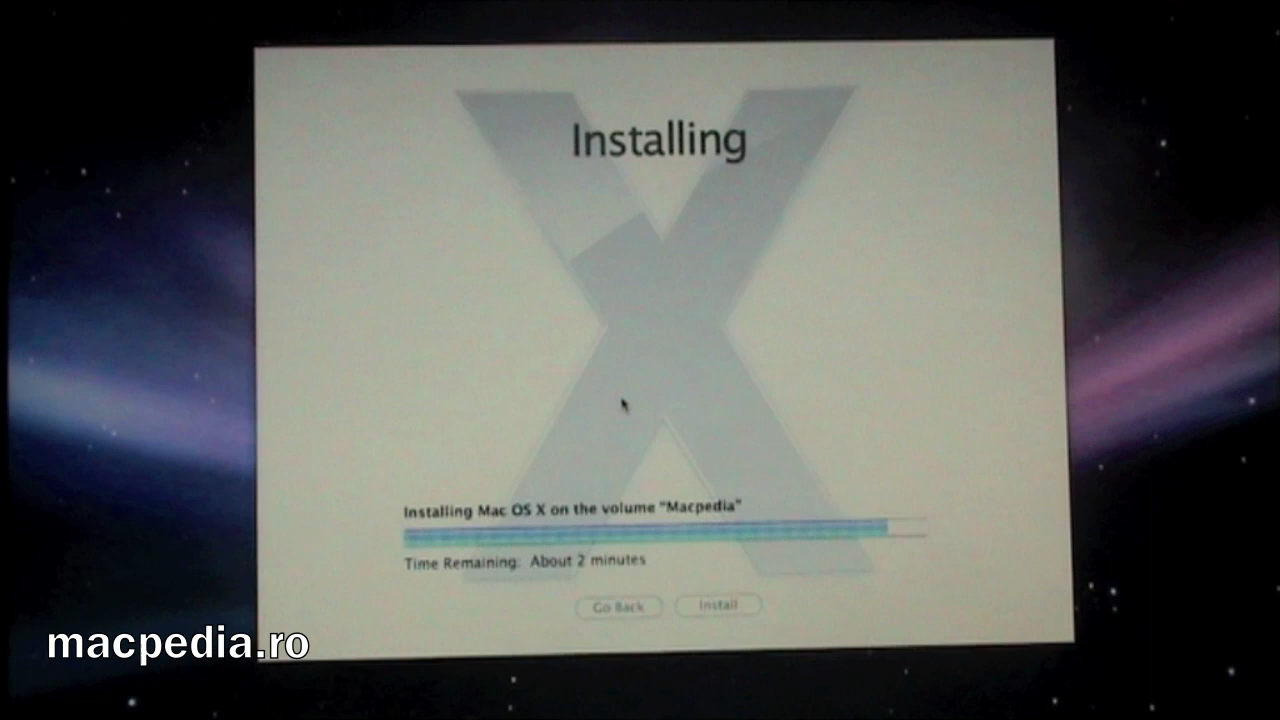 Installing
Installing Mac OS X on the volume "Macpedia"
Time Remaining: About 2 minutes
Go Back Install
macpedia.ro